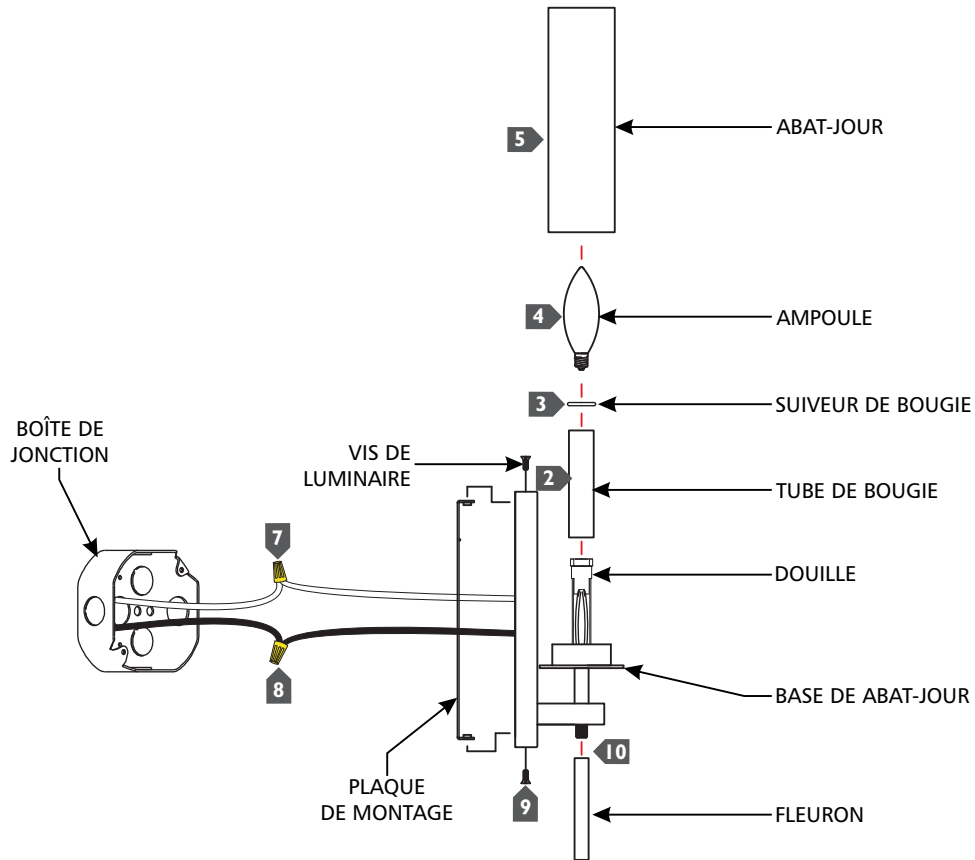 5
ABAT-JOUR
4
AMPOULE
3
SUIVEUR DE BOUGIE
BOÎTE DE
JONCTION
VIS DE
LUMINAIRE
2
TUBE DE BOUGIE
7
DOUILLE
8
BASE DE ABAT-JOUR
10
PLAQUE
DE MONTAGE
9
FLEURON